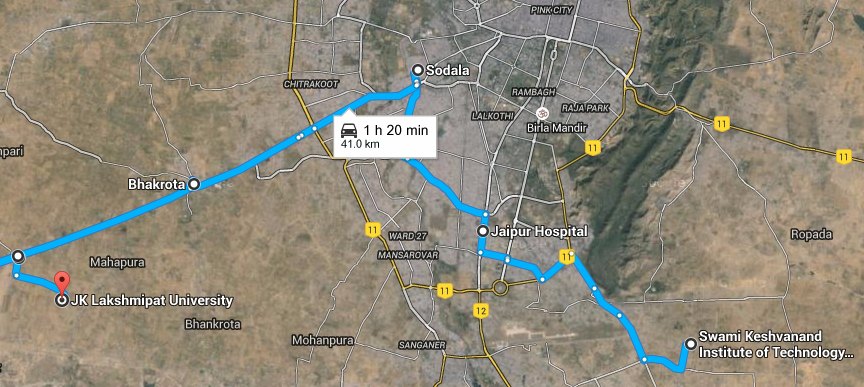 PINK CITY
Sodala
CHITRAKOOT
RAMBAGH
RAJA PARK
LALKOTHI
Birla Mandir
1 h 20 min
41.0 km
11
11
11
Bhakrota
11
Jaipur Hospital
WARD 27
MANSAROVAR
Ropada
11
Mahapura
JK Lakshmipat University
11
12
Bhankrota
Mohanpura
SANGANER
Swami Keshvanand
Institute of Technology...